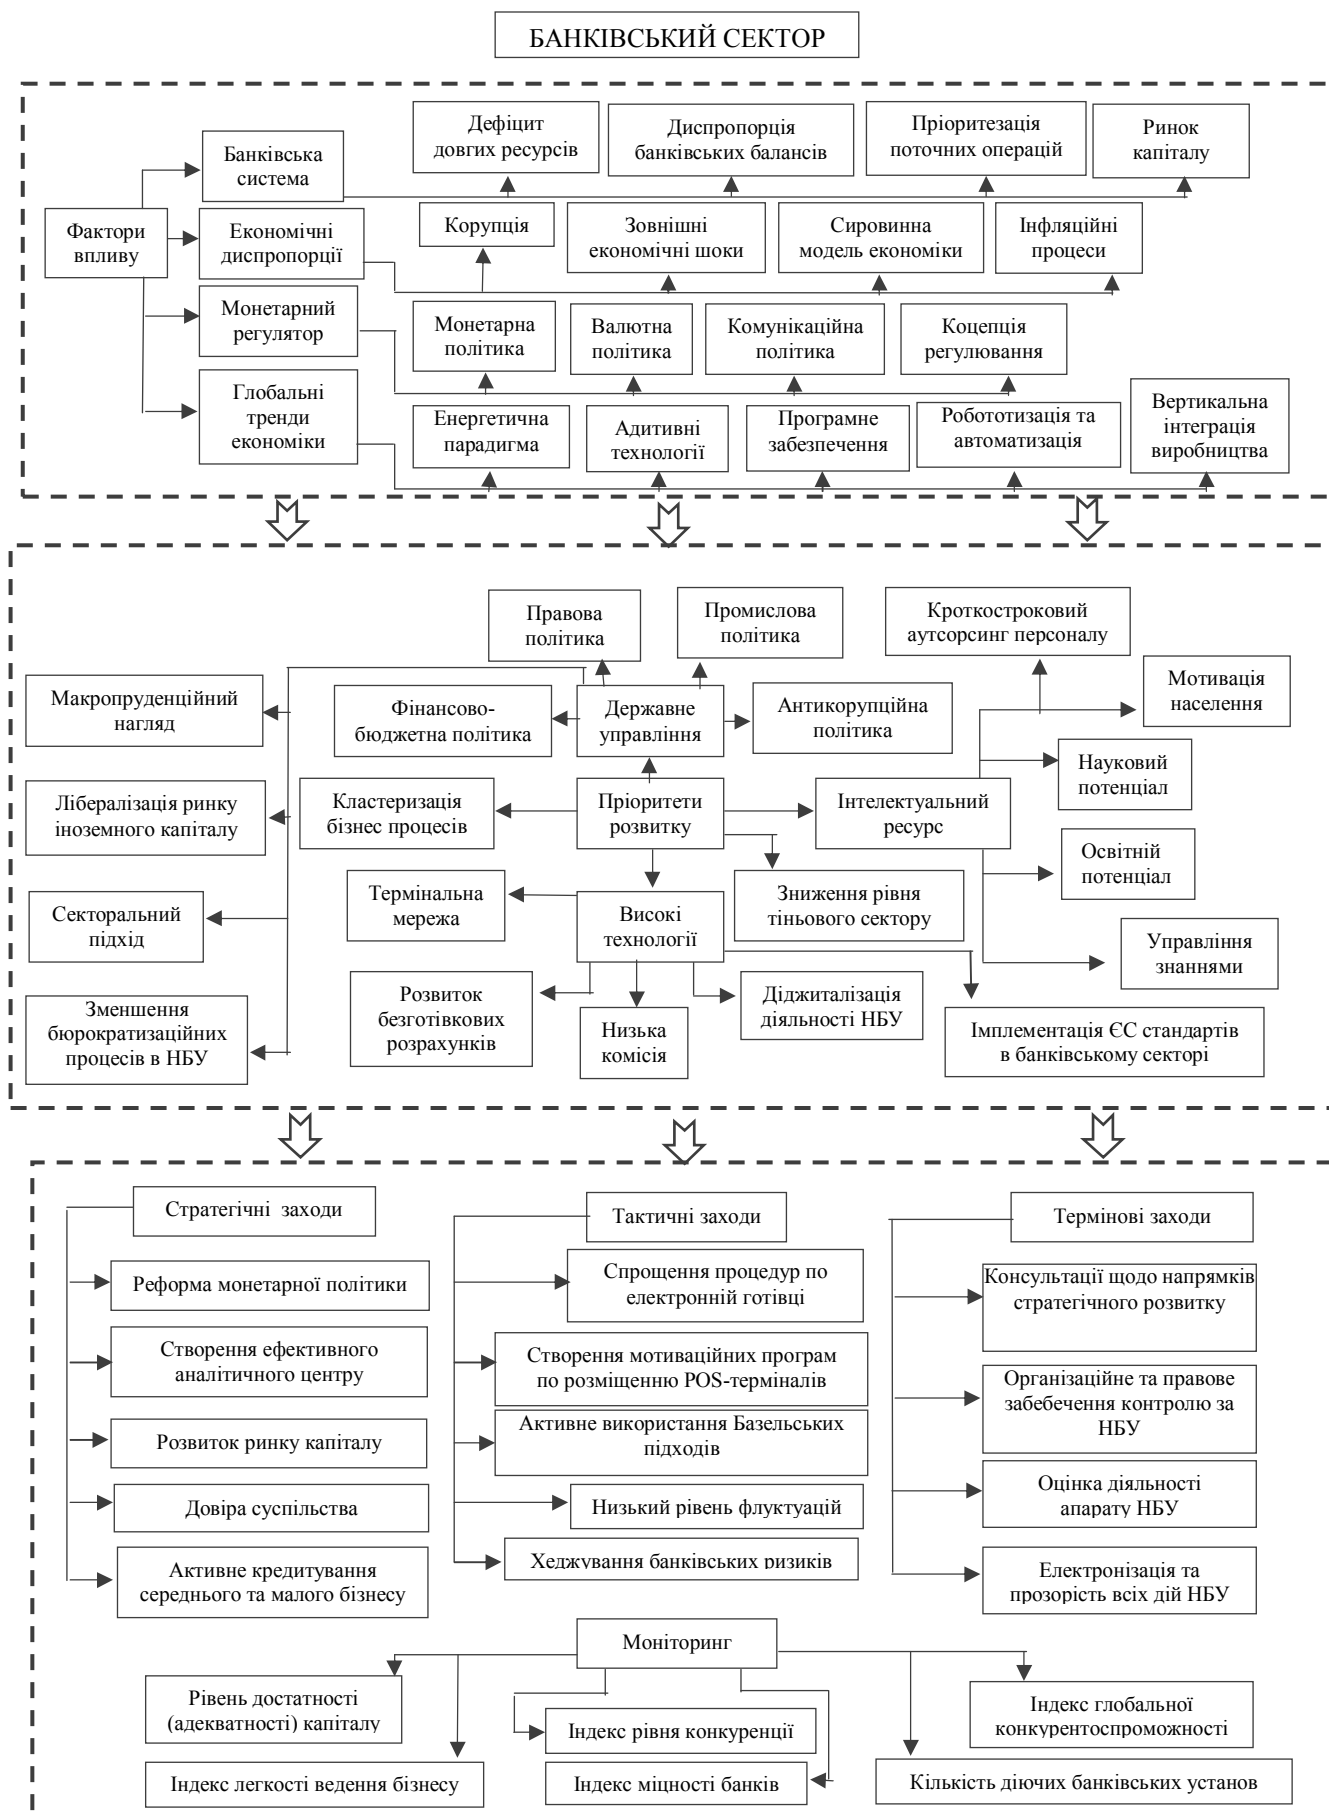 БАНКІВСЬКИЙ СЕКТОР
Дефіцит
довгих ресурсів
Диспропорція
банківських балансів
Пріоритезація
поточних операцій
Ринок
капіталу
Банківська
система
Фактори
впливу
Економічні
диспропорції
Корупція
Зовнішні
економічні шоки
Сировинна
модель економіки
Інфляційні
процеси
Монетарний
регулятор
Монетарна
політика
Валютна
політика
Комунікаційна
політика
Коцепція
регулювання
Глобальні
тренди
економіки
Енергетична
парадигма
Адитивні
технології
Програмне
забезпечення
Робототизація та
автоматизація
Вертикальна
інтеграція
виробництва
Правова
політика
Промислова
політика
Кроткостроковий
аутсорсинг персоналу
Макропруденційний
нагляд
Фінансово-
бюджетна політика
Державне
управління
Антикорупційна
політика
Мотивація
населення
Науковий
потенціал
Лібералізація ринку
іноземного капіталу
Кластеризація
бізнес процесів
Пріоритети
розвитку
Інтелектуальний
ресурс
Освітній
потенціал
Термінальна
мережа
Високі
технології
Зниження рівня
тіньового сектору
Секторальний
підхід
Управління
знаннями
Зменшення
бюрократизаційних
процесів в НБУ
Розвиток
безготівкових
розрахунків
Низька
комісія
Діджиталізація
діяльності НБУ
Імплементація ЄС стандартів
в банківському секторі
Стратегічні заходи
Реформа монетарної політики
Створення ефективного
аналітичного центру
Розвиток ринку капіталу
Довіра суспільства
Активне кредитування
середнього та малого бізнесу
Тактичні заходи
Спрощення процедур по
електронній готівці
Створення мотиваційних програм
по розміщенню POS-терміналів
Активне використання Базельських
підходів
Низький рівень флуктуацій
Хеджування банківських ризиків
Термінові заходи
Консультації щодо напрямків
стратегічного розвитку
Організаційне та правове
забебечення контролю за
НБУ
Оцінка діяльності
апарату НБУ
Електронізація та
прозорість всіх дій НБУ
Моніторинг
Рівень достатності
(адекватності) капіталу
Індекс рівня конкуренції
Індекс глобальної
конкурентоспроможності
Індекс легкості ведення бізнесу
Індекс міцності банків
Кількість діючих банківських установ